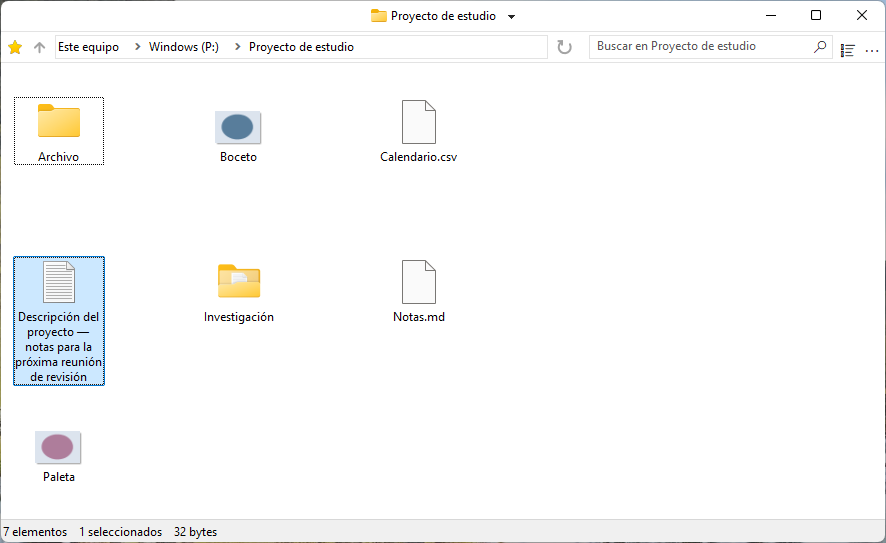 Proyecto de estudio
Este equipo Windows (P:) Proyecto de estudio
Buscar en Proyecto de estudio
Archivo
Boceto
Calendario.csv
Descripción del
proyecto —
notas para la
próxima reunión
de revisión
Investigación
Notas.md
Paleta
7 elementos 1 seleccionados 32 bytes